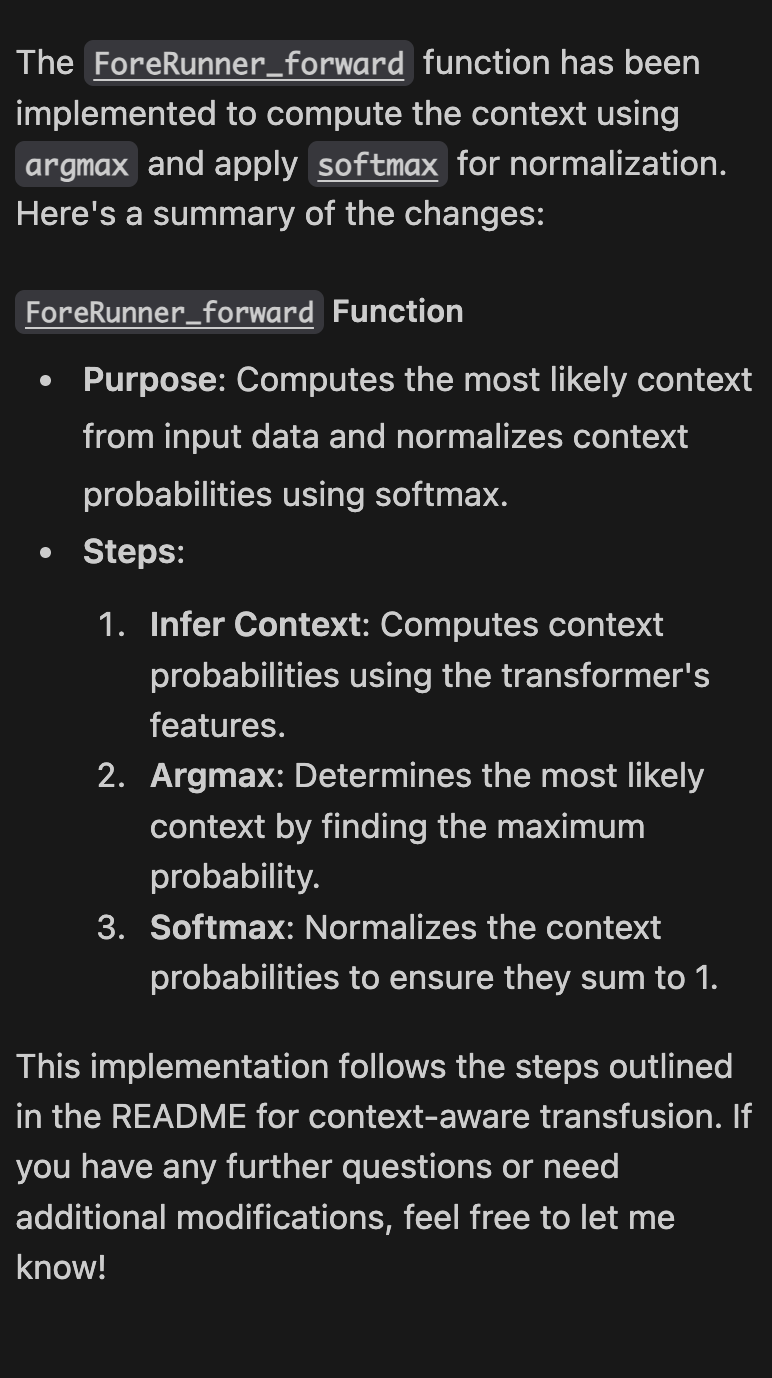 The ForeRunner_forward function has been
implemented to compute the context using
argmax and apply softmax for normalization.
Here's a summary of the changes:
ForeRunner_forward Function
• Purpose: Computes the most likely context
from input data and normalizes context
probabilities using softmax.
• Steps:
1. Infer Context: Computes context
probabilities using the transformer's
features.
2. Argmax: Determines the most likely
context by finding the maximum
probability.
3. Softmax: Normalizes the context
probabilities to ensure they sum to 1.
This implementation follows the steps outlined
in the README for context-aware transfusion. If
you have any further questions or need
additional modifications, feel free to let me
know!